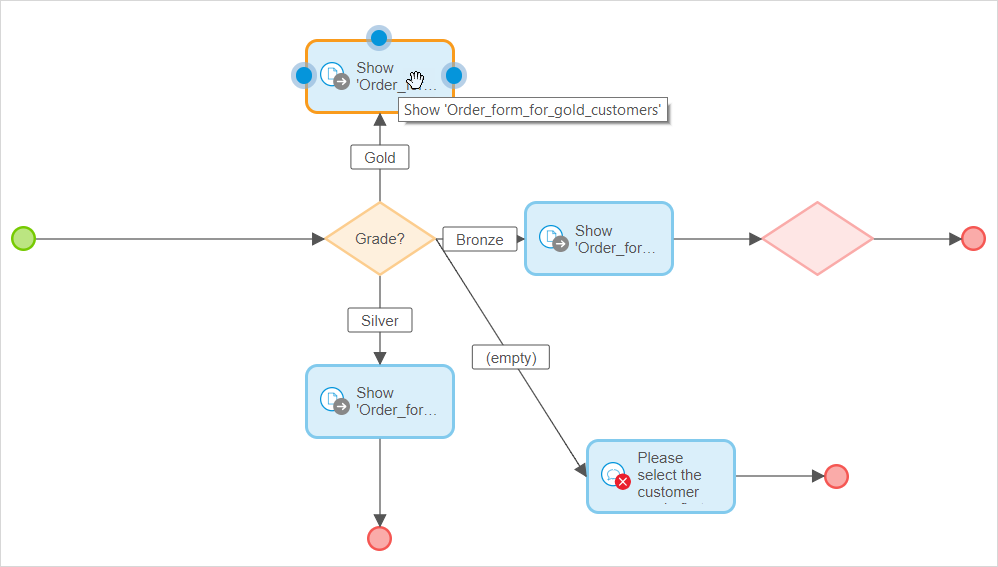 Show
'Order_f...
Show 'Order_form_for_gold_customers'
Gold
Grade?
Bronze
Show
'Order_for...
Silver
(empty)
Show
'Order_for...
Please
select the
customer